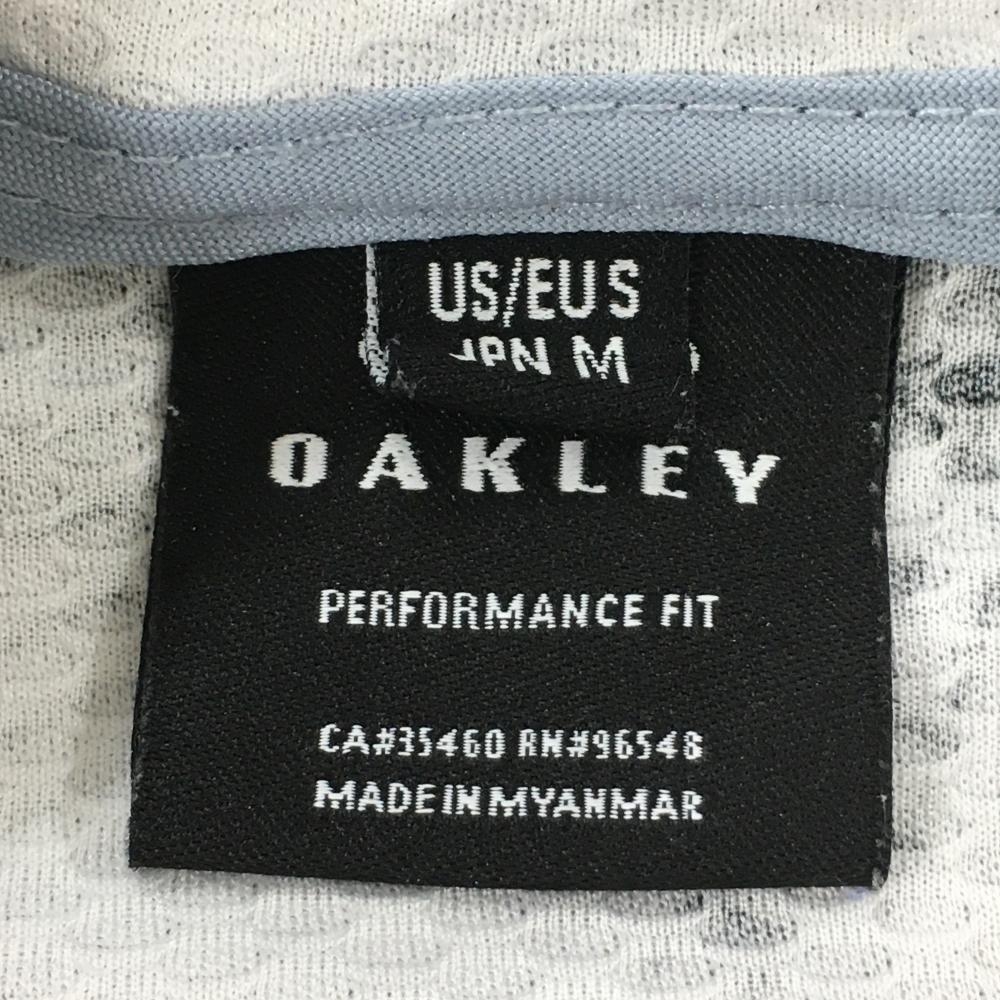 US/EU S
JPN M
OAKLEY
PERFORMANCE FIT
CA#35460 RN#96548
MADE IN MYANMAR